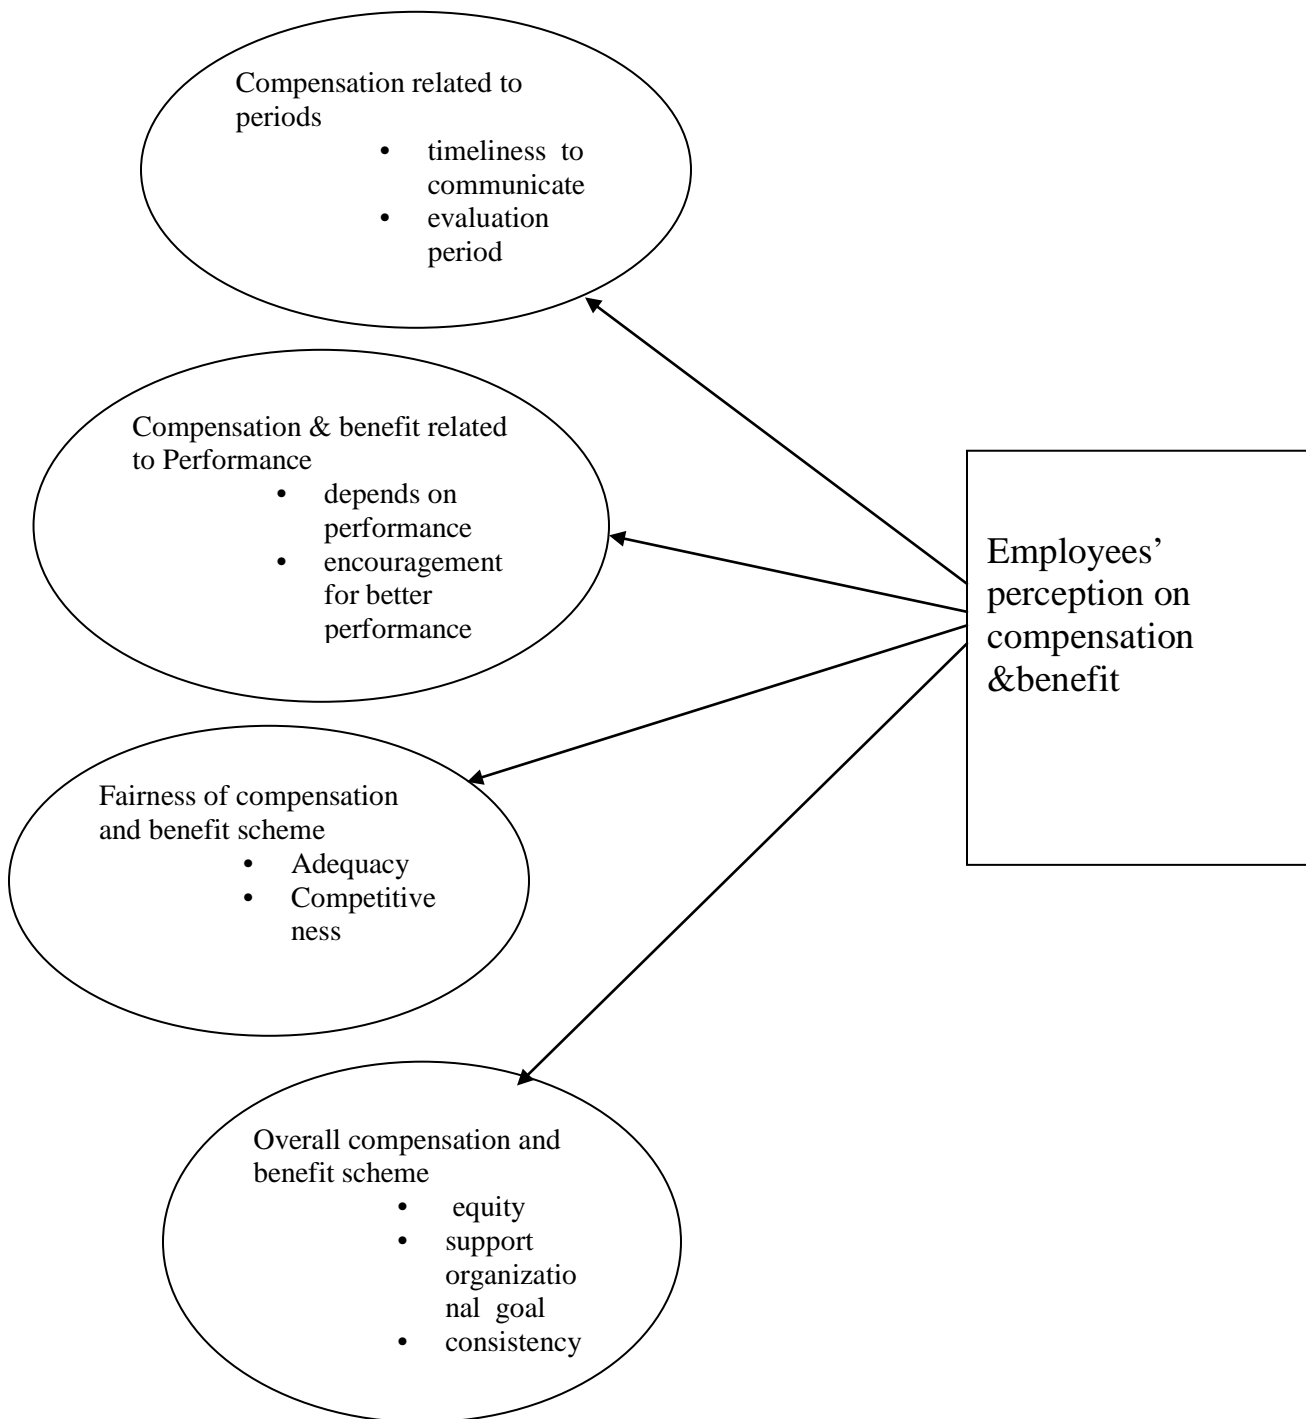 Compensation related to
periods
• timeliness to
communicate
• evaluation
period
Compensation & benefit related
to Performance
• depends on
performance
• encouragement
for better
performance
Employees’
perception on
compensation
&benefit
Fairness of compensation
and benefit scheme
• Adequacy
• Competitive
ness
Overall compensation and
benefit scheme
• equity
• support
organizatio
nal goal
• consistency